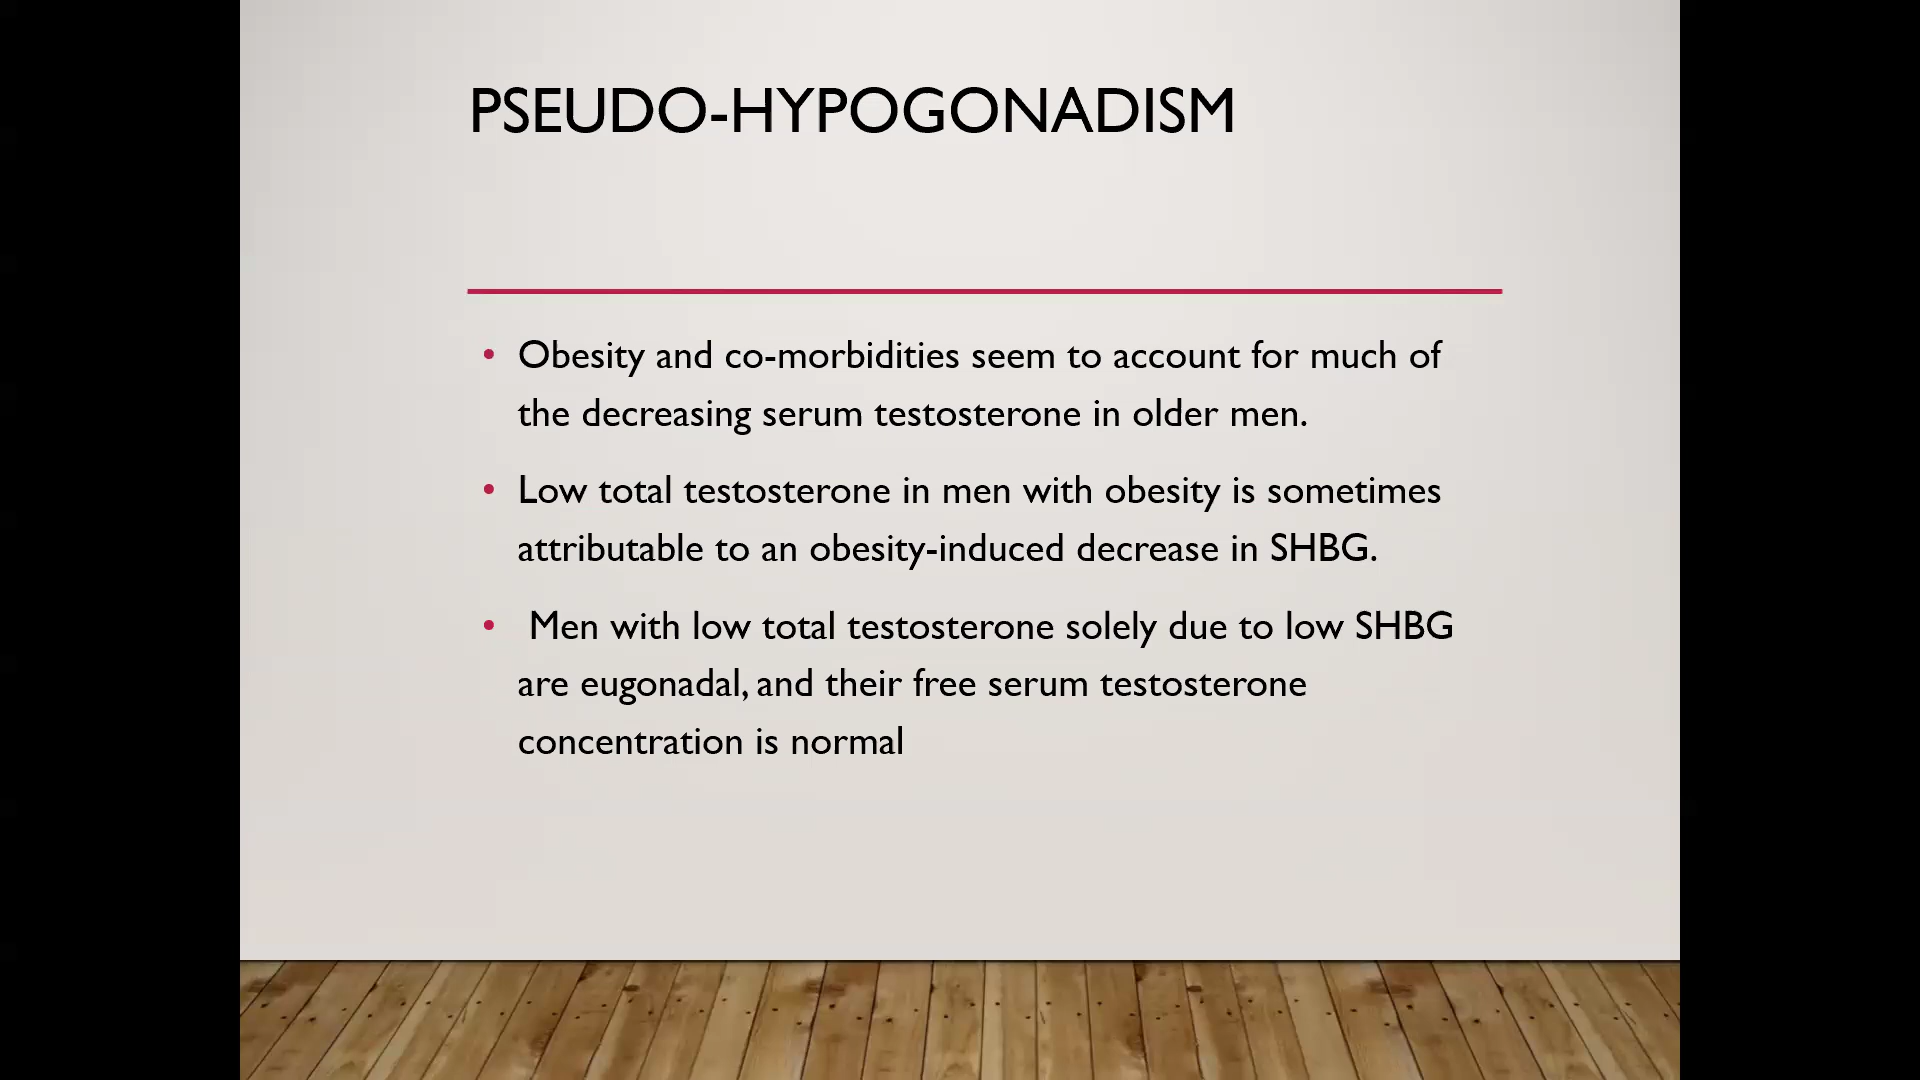 PSEUDO-HYPOGONADISM
• Obesity and co-morbidities seem to account for much of
the decreasing serum testosterone in older men.
• Low total testosterone in men with obesity is sometimes
attributable to an obesity-induced decrease in SHBG.
• Men with low total testosterone solely due to low SHBG
are eugonadal, and their free serum testosterone
concentration is normal